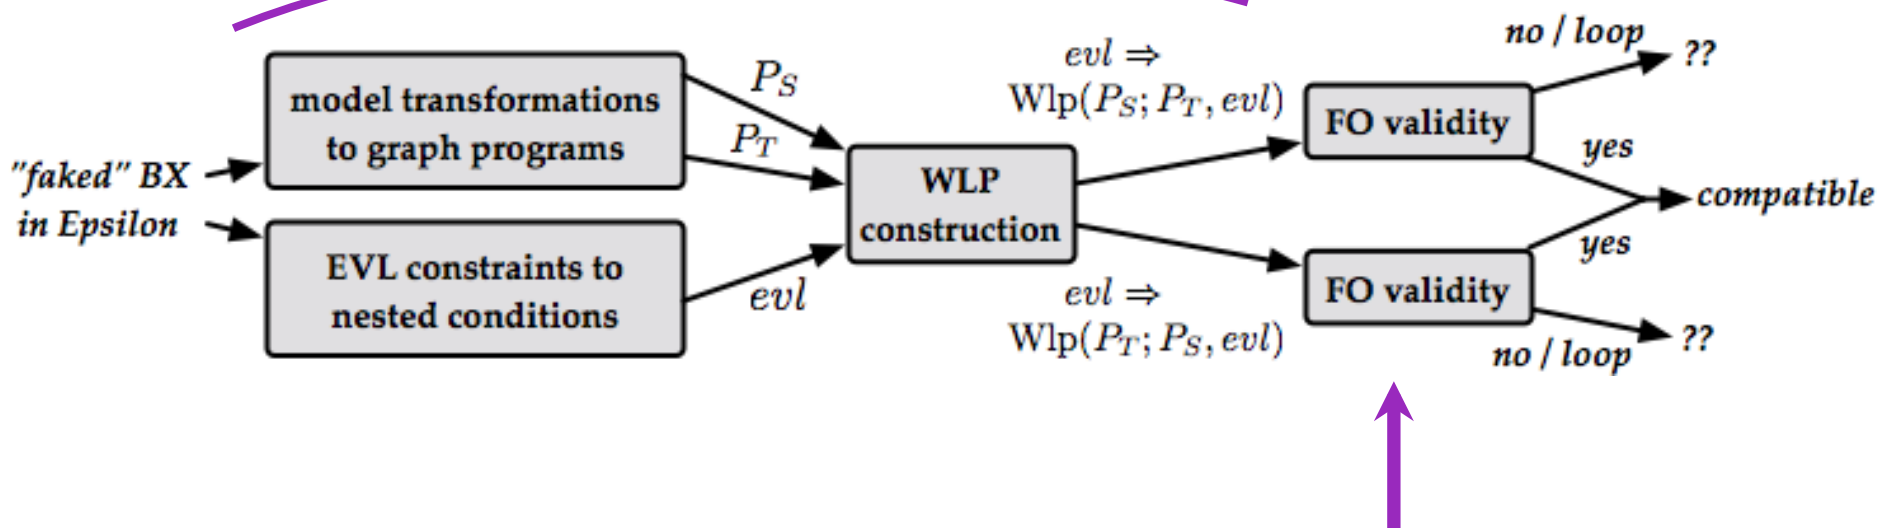 "faked" BX
in Epsilon
model transformations
to graph programs
EVL constraints to
nested conditions
P_S
P_T
evl
WLP
construction
evl ⇒
Wlp(P_S; P_T, evl)
evl ⇒
Wlp(P_T; P_S, evl)
FO validity
FO validity
no / loop
??
yes
compatible
yes
no / loop
??